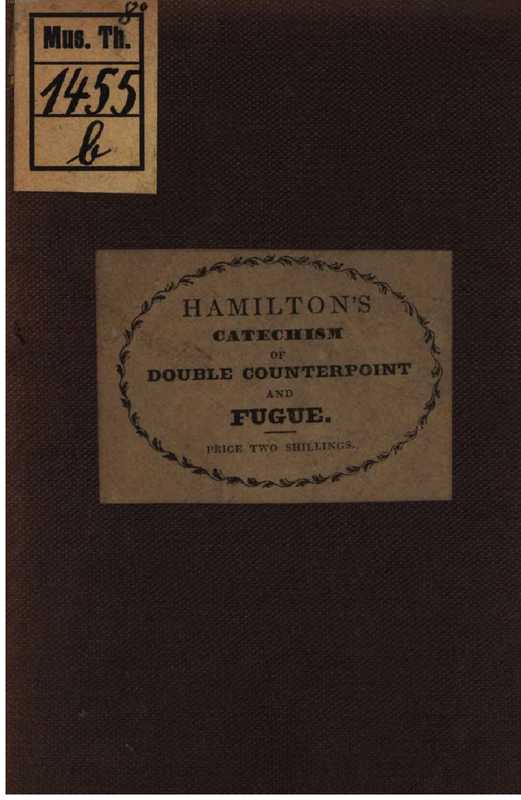 8°
Mus. Th.
1455
b
HAMILTON'S
CATECHISM
OF
DOUBLE COUNTERPOINT
AND
FUGUE.
PRICE TWO SHILLINGS.